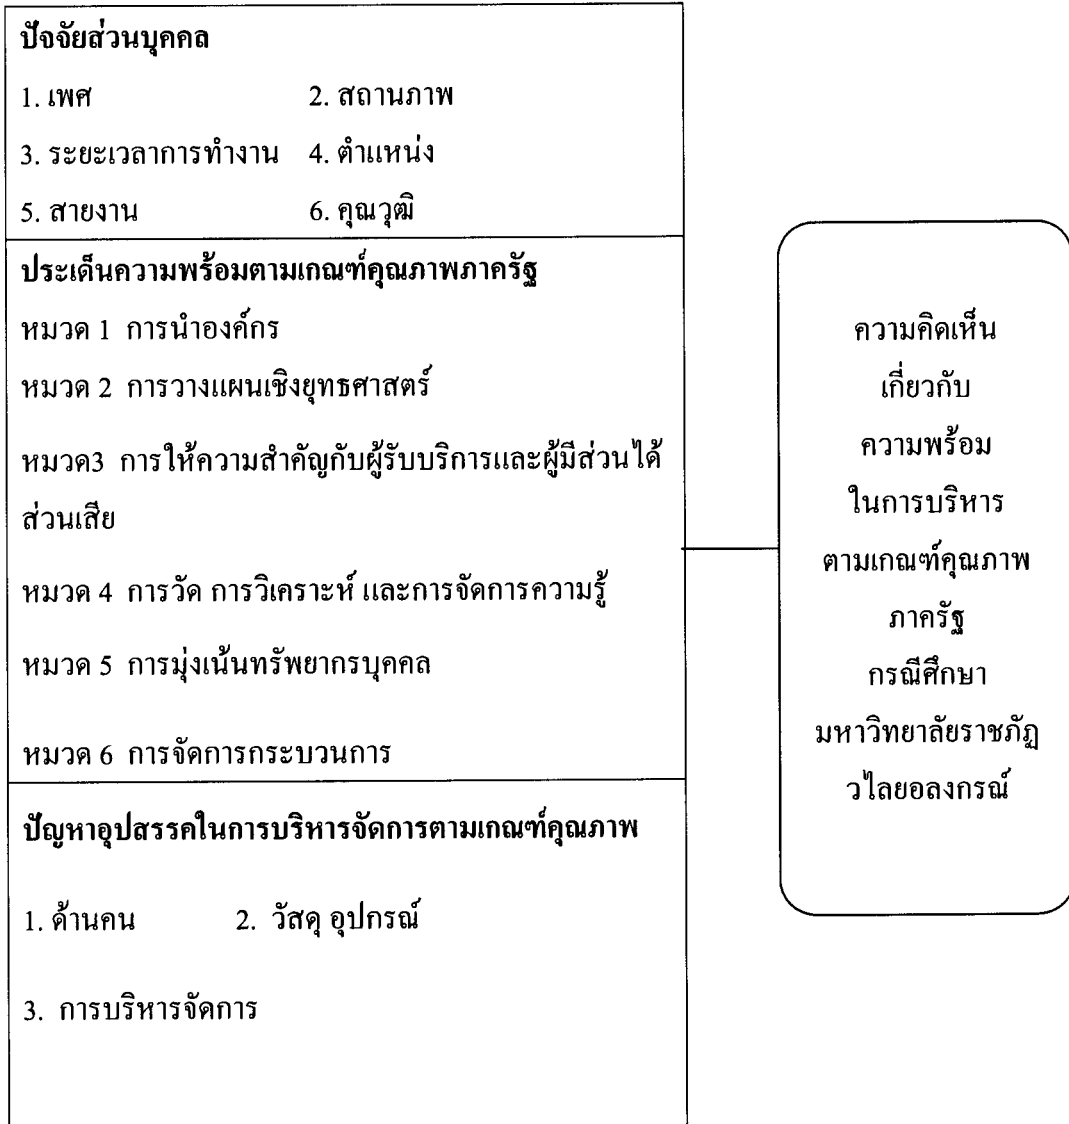 ปัจจัยส่วนบุคคล
1. เพศ 2. สถานภาพ
3. ระยะเวลาการทำงาน 4. ตำแหน่ง
5. สายงาน 6. คุณวุฒิ
ประเด็นความพร้อมตามเกณฑ์คุณภาพภาครัฐ
หมวด 1 การนำองค์กร
หมวด 2 การวางแผนเชิงยุทธศาสตร์
หมวด3 การให้ความสำคัญกับผู้รับบริการและผู้มีส่วนได้
ส่วนเสีย
หมวด 4 การวัด การวิเคราะห์ และการจัดการความรู้
หมวด 5 การมุ่งเน้นทรัพยากรบุคคล
หมวด 6 การจัดการกระบวนการ
ปัญหาอุปสรรคในการบริหารจัดการตามเกณฑ์คุณภาพ
1. ด้านคน 2. วัสดุ อุปกรณ์
3. การบริหารจัดการ
ความคิดเห็น
เกี่ยวกับ
ความพร้อม
ในการบริหาร
ตามเกณฑ์คุณภาพ
ภาครัฐ
กรณีศึกษา
มหาวิทยาลัยราชภัฏ
วไลยอลงกรณ์